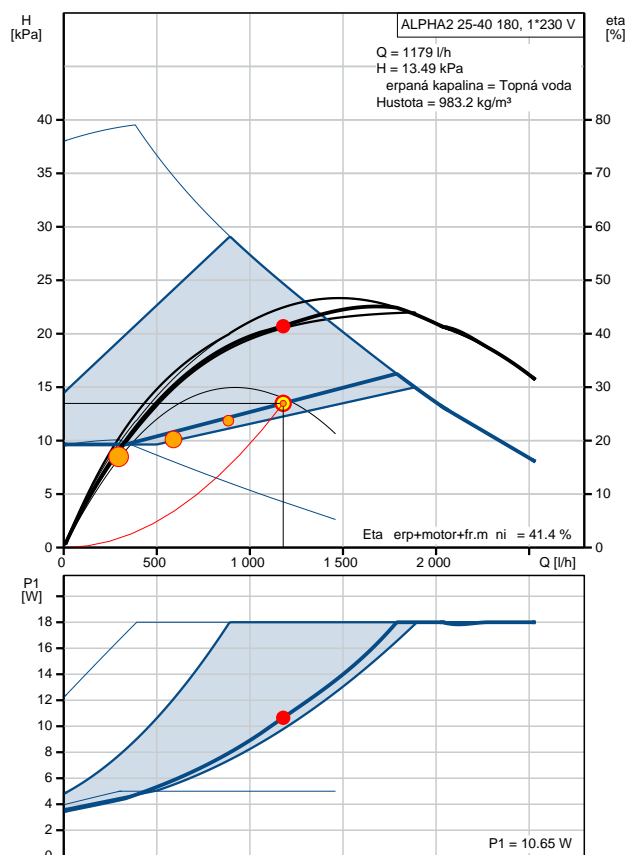 H
[kPa]
ALPHA2 25-40 180, 1*230 V
eta
[%]
Q = 1179 l/h
H = 13.49 kPa
erpaná kapalina = Topná voda
Hustota = 983.2 kg/m³
40
80
35
70
30
60
25
50
20
40
15
30
10
20
5
10
Eta erp+motor+fr.m ni = 41.4 %
0
0
0
500
1 000
1 500
2 000
Q [l/h]
P1
[W]
18
16
14
12
10
8
6
4
2
P1 = 10.65 W
0